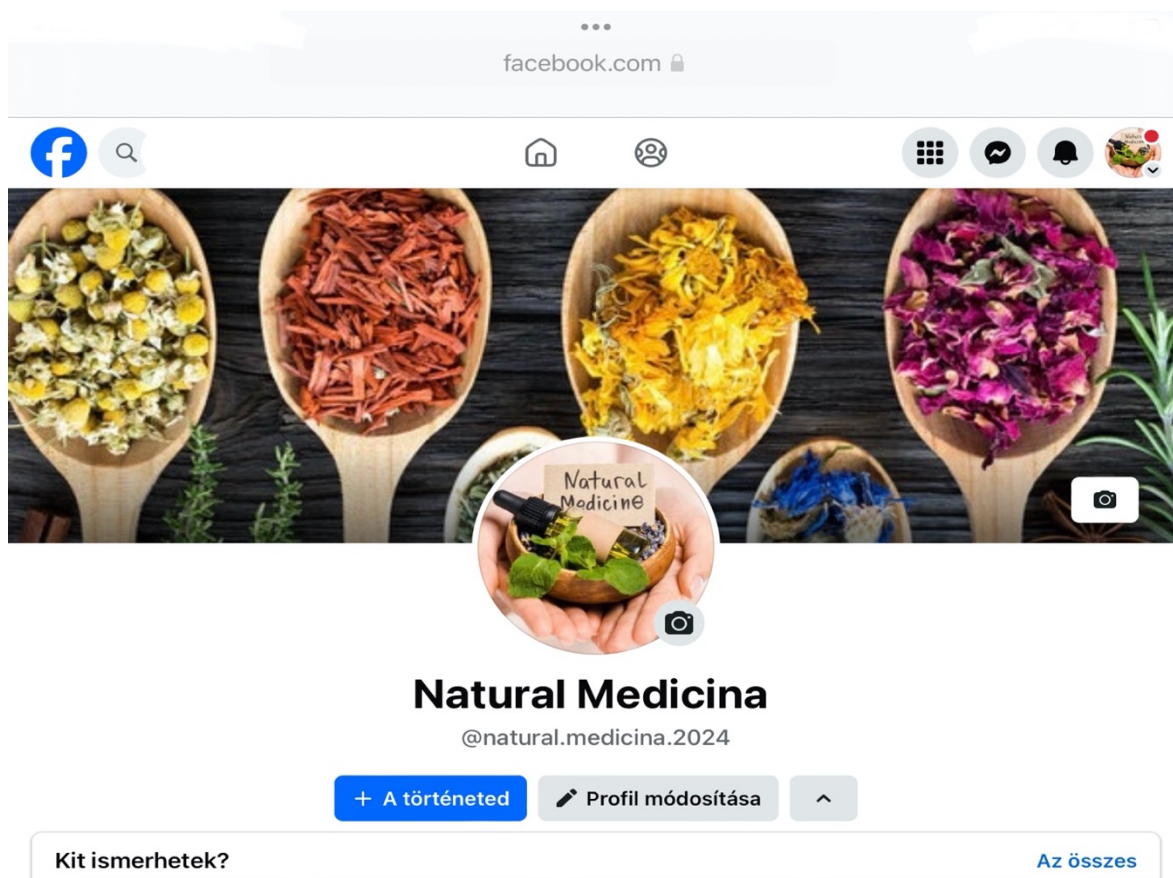 facebook.com
Natural
Medicine
Natural Medicina
@natural.medicina.2024
+ A történeted
Profil módosítása
Kit ismerhetek?
Az összes